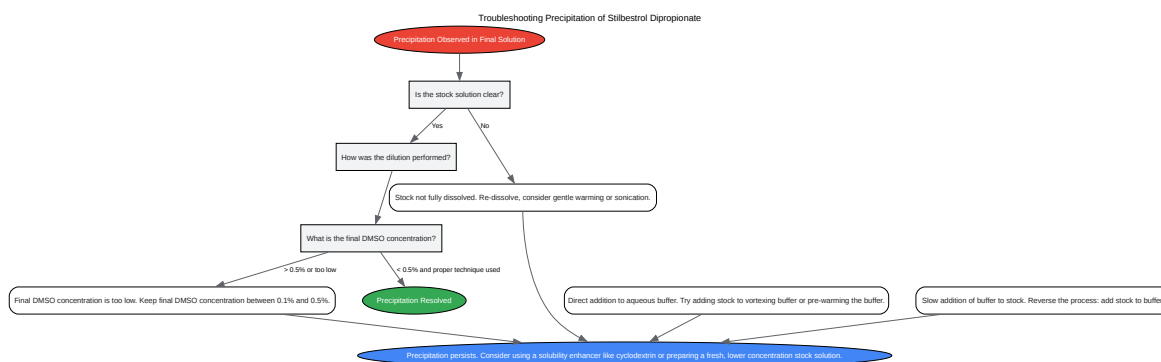 Troubleshooting Precipitation of Stilbestrol Dipropionate
Precipitation Observed in Final Solution
Is the stock solution clear?
Yes
No
How was the dilution performed?
Stock not fully dissolved. Re-dissolve, consider gentle warming or sonication.
What is the final DMSO concentration?
> 0.5% or too low
< 0.5% and proper technique used
Final DMSO concentration is too low. Keep final DMSO concentration between 0.1% and 0.5%.
Precipitation Resolved
Direct addition to aqueous buffer. Try adding stock to vortexing buffer or pre-warming the buffer.
Slow addition of buffer to stock. Reverse the process: add stock to buffer
Precipitation persists. Consider using a solubility enhancer like cyclodextrin or preparing a fresh, lower concentration stock solution.